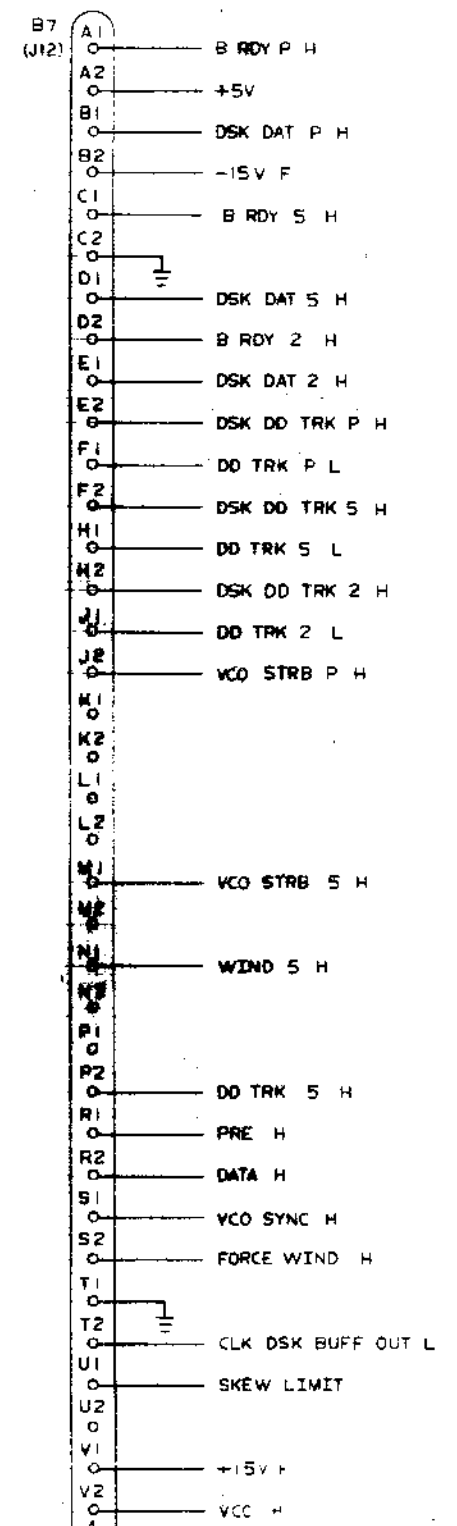 B7
(J12)
A1 B RDY P H
A2 +5V
B1 DSK DAT P H
B2 -15V F
C1 B RDY 5 H
C2
D1 DSK DAT 5 H
D2 B RDY 2 H
E1 DSK DAT 2 H
E2 DSK DD TRK P H
F1 DD TRK P L
F2 DSK DD TRK 5 H
H1 DD TRK 5 L
H2 DSK DD TRK 2 H
J1 DD TRK 2 L
J2 VCO STRB P H
K1
K2
L1
L2
M1 VCO STRB 5 H
M2
N1 WIND 5 H
N2
P1
P2 DD TRK 5 H
R1 PRE H
R2 DATA H
S1 VCO SYNC H
S2 FORCE WIND H
T1
T2 CLK DSK BUFF OUT L
U1 SKEW LIMIT
U2
V1 +15V
V2 VCC H